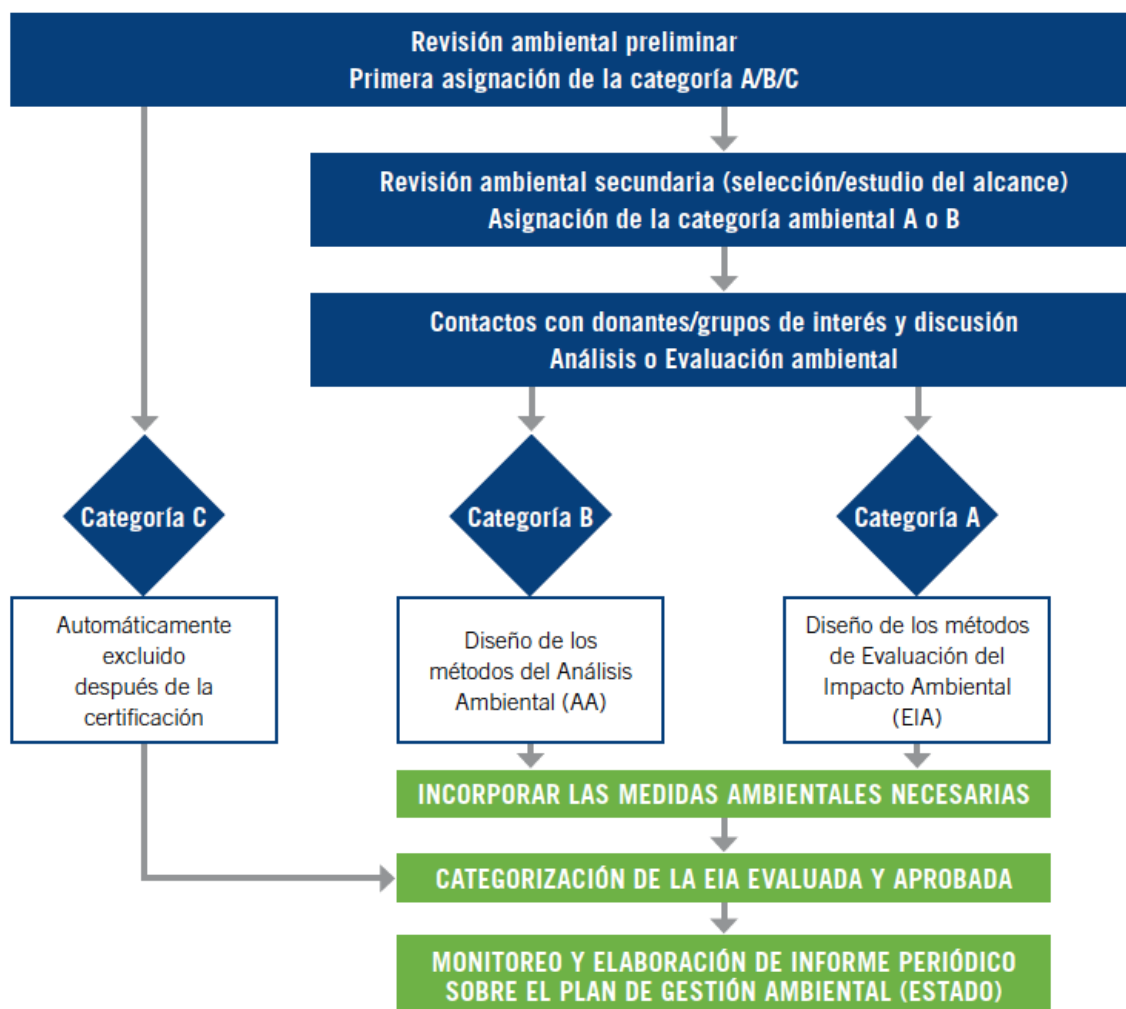 Revisión ambiental preliminar
Primera asignación de la categoría A/B/C
Revisión ambiental secundaria (selección/estudio del alcance)
Asignación de la categoría ambiental A o B
Contactos con donantes/grupos de interés y discusión
Análisis o Evaluación ambiental
Categoría C
Categoría B
Categoría A
Automáticamente
excluido
después de la
certificación
Diseño de los
métodos del Análisis
Ambiental (AA)
Diseño de los métodos
de Evaluación del
Impacto Ambiental
(EIA)
INCORPORAR LAS MEDIDAS AMBIENTALES NECESARIAS
CATEGORIZACIÓN DE LA EIA EVALUADA Y APROBADA
MONITOREO Y ELABORACIÓN DE INFORME PERIÓDICO
SOBRE EL PLAN DE GESTIÓN AMBIENTAL (ESTADO)